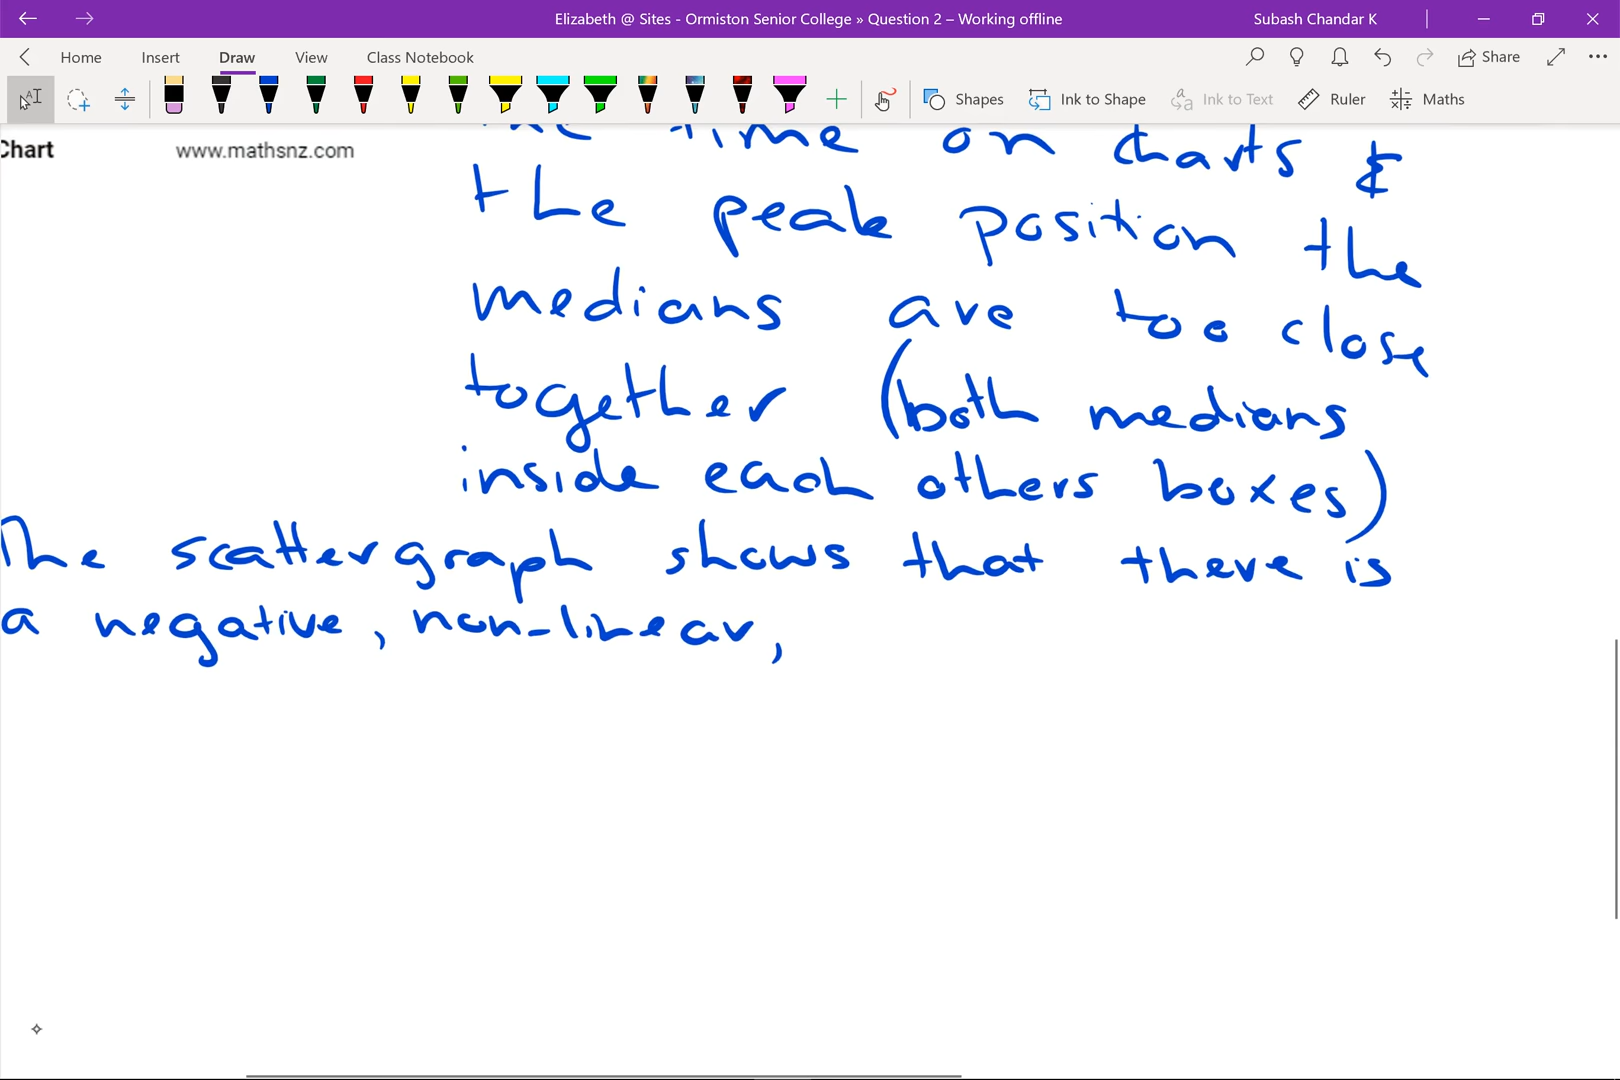 Elizabeth @ Sites - Ormiston Senior College » Question 2 – Working offline
Subash Chandar K
Home Insert Draw View Class Notebook
Share
Shapes Ink to Shape Ink to Text Ruler Maths
Chart www.mathsnz.com
time on charts &
the peak position the
medians are too close
together (both medians
inside each others boxes)
The scattergraph shows that there is
a negative, non-linear,